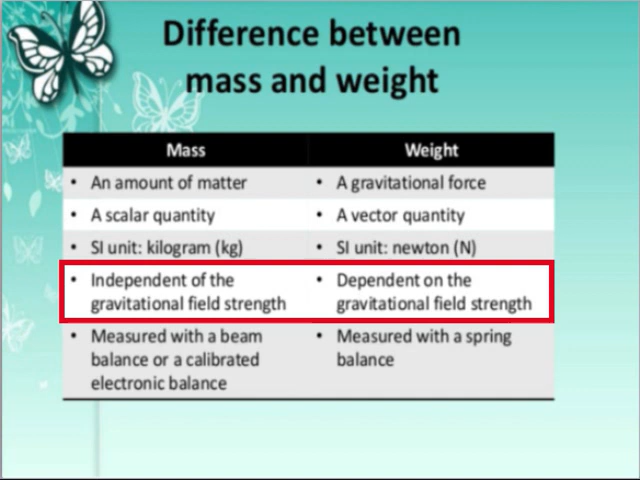 Difference between
mass and weight
Mass Weight
• An amount of matter • A gravitational force
• A scalar quantity • A vector quantity
• SI unit: kilogram (kg) • SI unit: newton (N)
• Independent of the • Dependent on the
gravitational field strength gravitational field strength
• Measured with a beam • Measured with a spring
balance or a calibrated balance
electronic balance